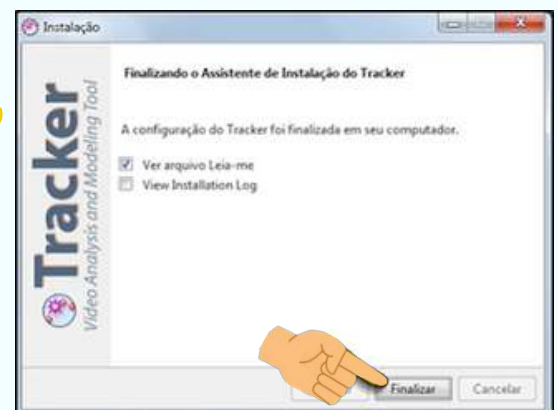 Instalação
Tracker
Video Analysis and Modeling Tool
Finalizando o Assistente de Instalação do Tracker
A configuração do Tracker foi finalizada em seu computador.
Ver arquivo Leia-me
View Installation Log
Finalizar
Cancelar